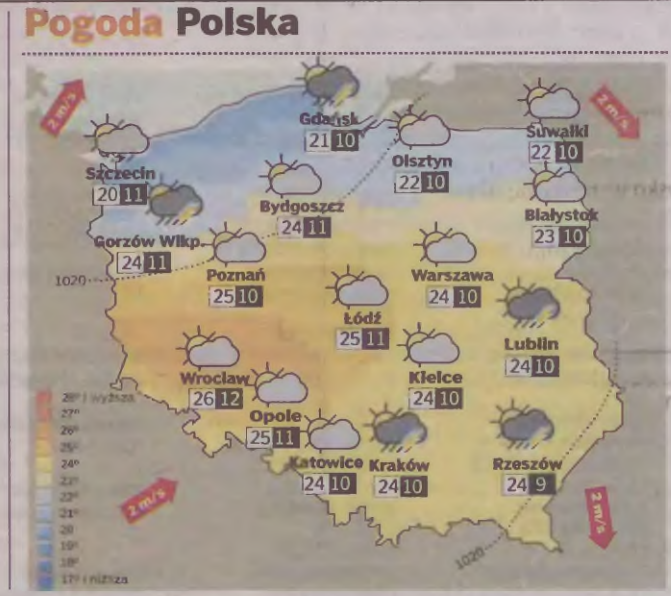 Pogoda Polska
2 m/s
2 m/s
Gdańsk
21 10
Suwałki
22 10
Szczecin
20 11
Olsztyn
22 10
Bydgoszcz
24 11
Białystok
23 10
Gorzów Wlkp.
24 11
Poznań
25 10
Warszawa
24 10
1020
Łódź
25 11
Lublin
24 10
Wrocław
26 12
Kielce
24 10
Opole
25 11
Katowice
24 10
Kraków
24 10
Rzeszów
24 9
28° i wyższa
27°
26°
25°
24°
23°
22°
21°
20
19°
18°
17° i niższa
2 m/s
2 m/s
1020